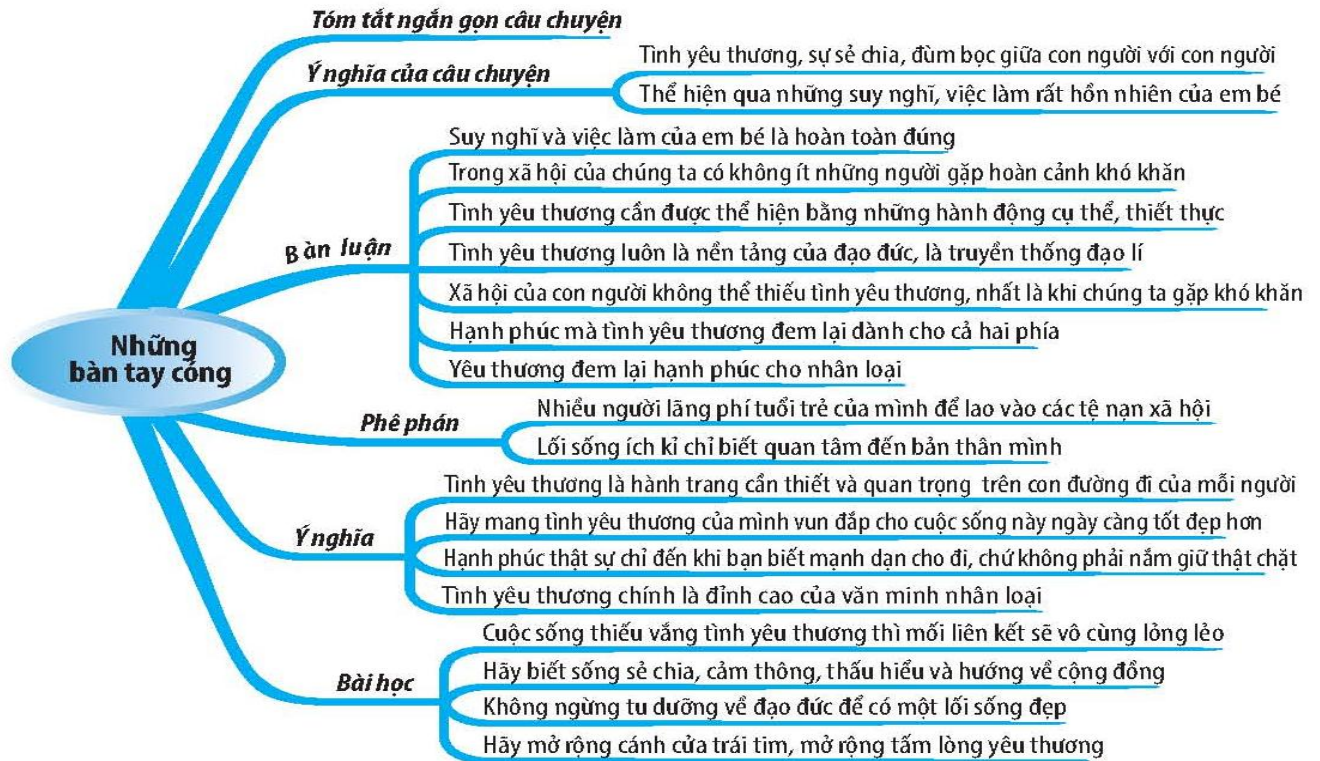 Tóm tắt ngắn gọn câu chuyện
Ý nghĩa của câu chuyện
Tình yêu thương, sự sẻ chia, đùm bọc giữa con người với con người
Thể hiện qua những suy nghĩ, việc làm rất hồn nhiên của em bé
Bàn luận
Suy nghĩ và việc làm của em bé là hoàn toàn đúng
Trong xã hội của chúng ta có không ít những người gặp hoàn cảnh khó khăn
Tình yêu thương cần được thể hiện bằng những hành động cụ thể, thiết thực
Tình yêu thương luôn là nền tảng của đạo đức, là truyền thống đạo lí
Xã hội của con người không thể thiếu tình yêu thương, nhất là khi chúng ta gặp khó khăn
Hạnh phúc mà tình yêu thương đem lại dành cho cả hai phía
Yêu thương đem lại hạnh phúc cho nhân loại
Những
bàn tay cóng
Phê phán
Nhiều người lãng phí tuổi trẻ của mình để lao vào các tệ nạn xã hội
Lối sống ích kỉ chỉ biết quan tâm đến bản thân mình
Ý nghĩa
Tình yêu thương là hành trang cần thiết và quan trọng trên con đường đi của mỗi người
Hãy mang tình yêu thương của mình vun đắp cho cuộc sống này ngày càng tốt đẹp hơn
Hạnh phúc thật sự chỉ đến khi bạn biết mạnh dạn cho đi, chứ không phải nắm giữ thật chặt
Tình yêu thương chính là đỉnh cao của văn minh nhân loại
Bài học
Cuộc sống thiếu vắng tình yêu thương thì mối liên kết sẽ vô cùng lỏng lẻo
Hãy biết sống sẻ chia, cảm thông, thấu hiểu và hướng về cộng đồng
Không ngừng tu dưỡng về đạo đức để có một lối sống đẹp
Hãy mở rộng cánh cửa trái tim, mở rộng tấm lòng yêu thương